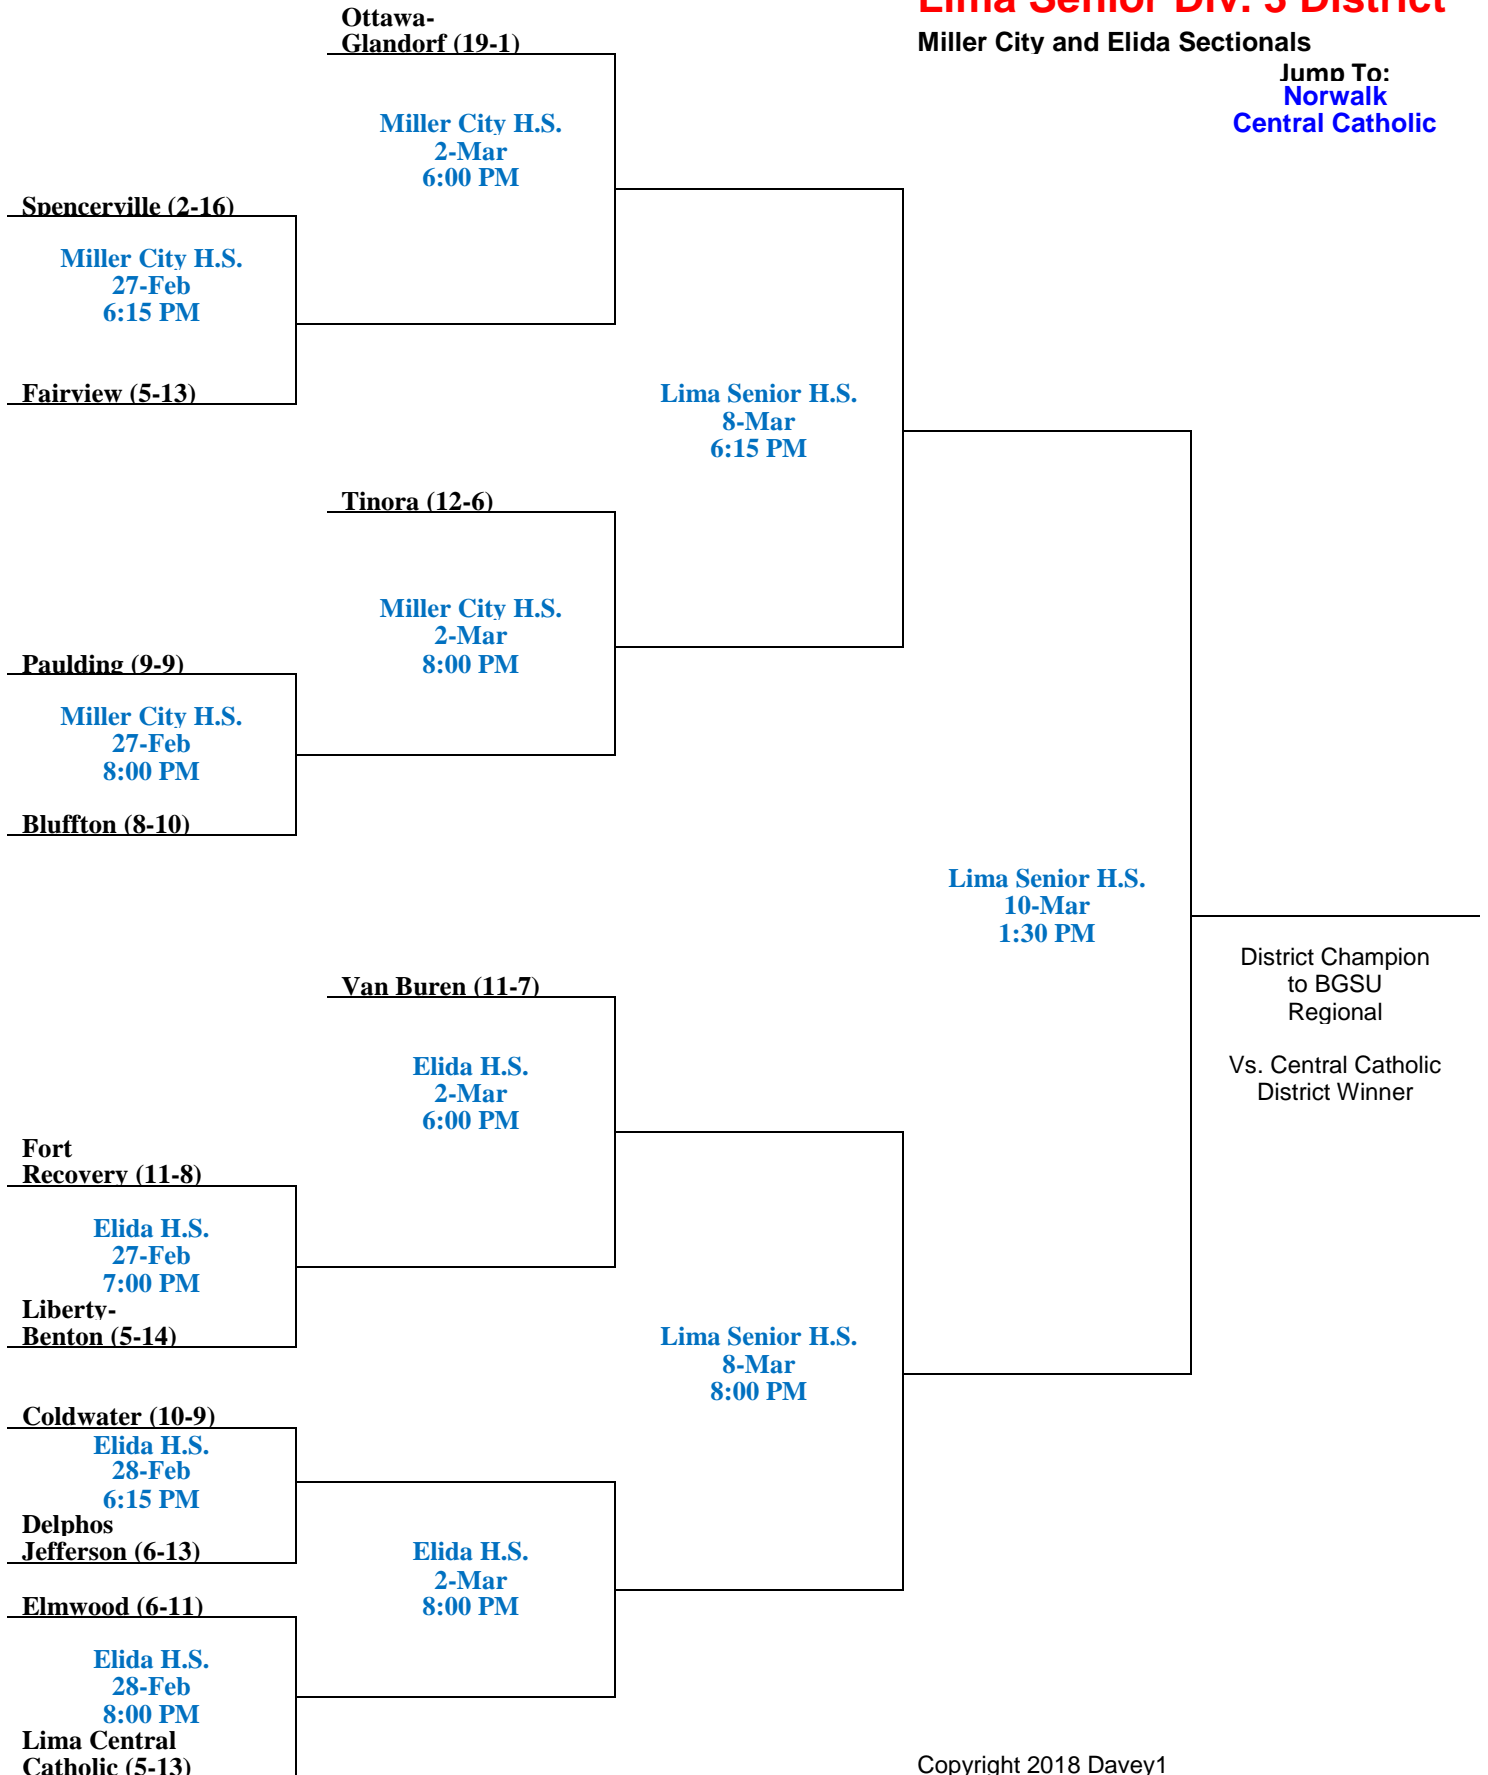 Lima Senior Div. 3 District
Miller City and Elida Sectionals
Jump To:
Norwalk
Central Catholic
Ottawa-
Glandorf (19-1)
Miller City H.S.
2-Mar
6:00 PM
Spencerville (2-16)
Miller City H.S.
27-Feb
6:15 PM
Fairview (5-13)
Lima Senior H.S.
8-Mar
6:15 PM
Tinora (12-6)
Miller City H.S.
2-Mar
8:00 PM
Paulding (9-9)
Miller City H.S.
27-Feb
8:00 PM
Bluffton (8-10)
Lima Senior H.S.
10-Mar
1:30 PM
District Champion
to BGSU
Regional
Vs. Central Catholic
District Winner
Van Buren (11-7)
Elida H.S.
2-Mar
6:00 PM
Fort
Recovery (11-8)
Elida H.S.
27-Feb
7:00 PM
Liberty-
Benton (5-14)
Lima Senior H.S.
8-Mar
8:00 PM
Coldwater (10-9)
Elida H.S.
28-Feb
6:15 PM
Delphos
Jefferson (6-13)
Elida H.S.
2-Mar
8:00 PM
Elmwood (6-11)
Elida H.S.
28-Feb
8:00 PM
Lima Central
Catholic (5-13)
Copyright 2018 Davey1